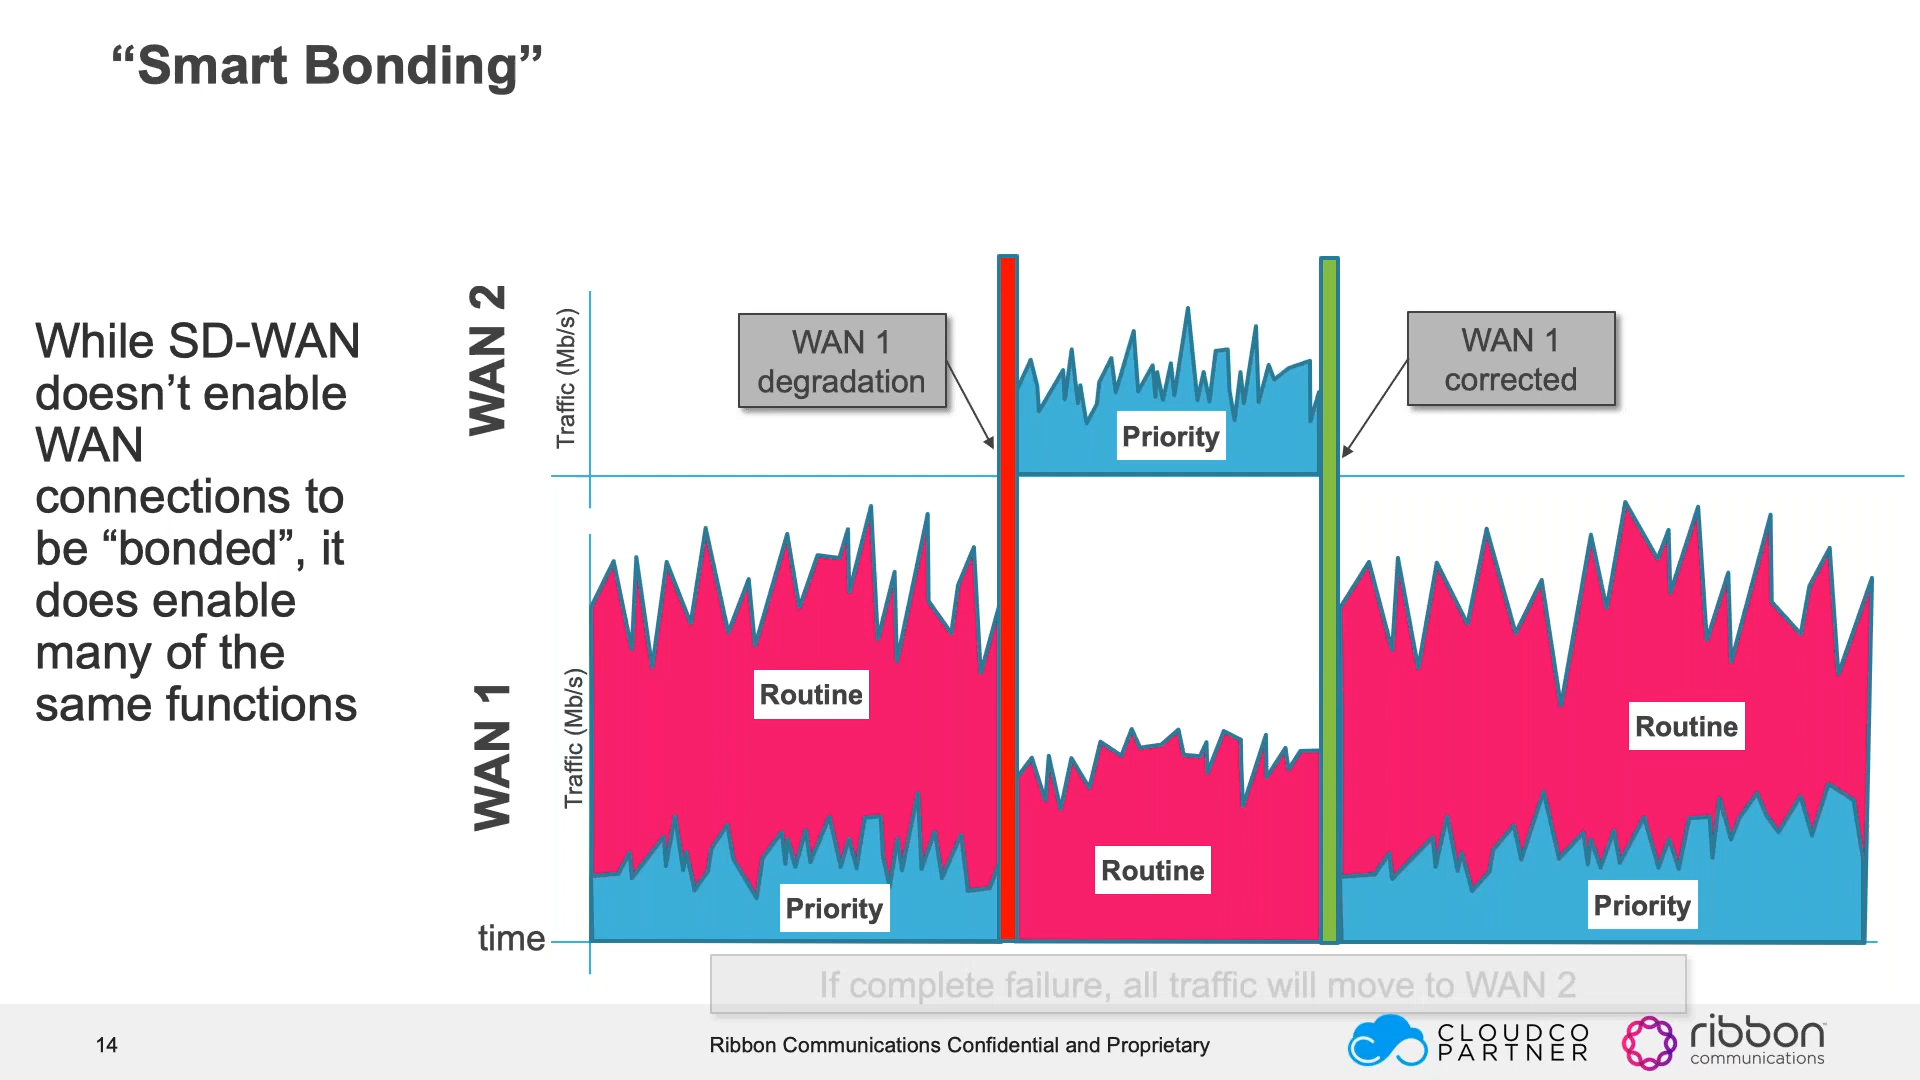 “Smart Bonding”
While SD-WAN
doesn’t enable
WAN
connections to
be “bonded”, it
does enable
many of the
same functions
WAN 2
Traffic (Mb/s)
WAN 1
degradation
Priority
WAN 1
corrected
WAN 1
Traffic (Mb/s)
Routine
Priority
Routine
Routine
Priority
time
If complete failure, all traffic will move to WAN 2
14
Ribbon Communications Confidential and Proprietary
CLOUDCO
PARTNER
ribbon
communications